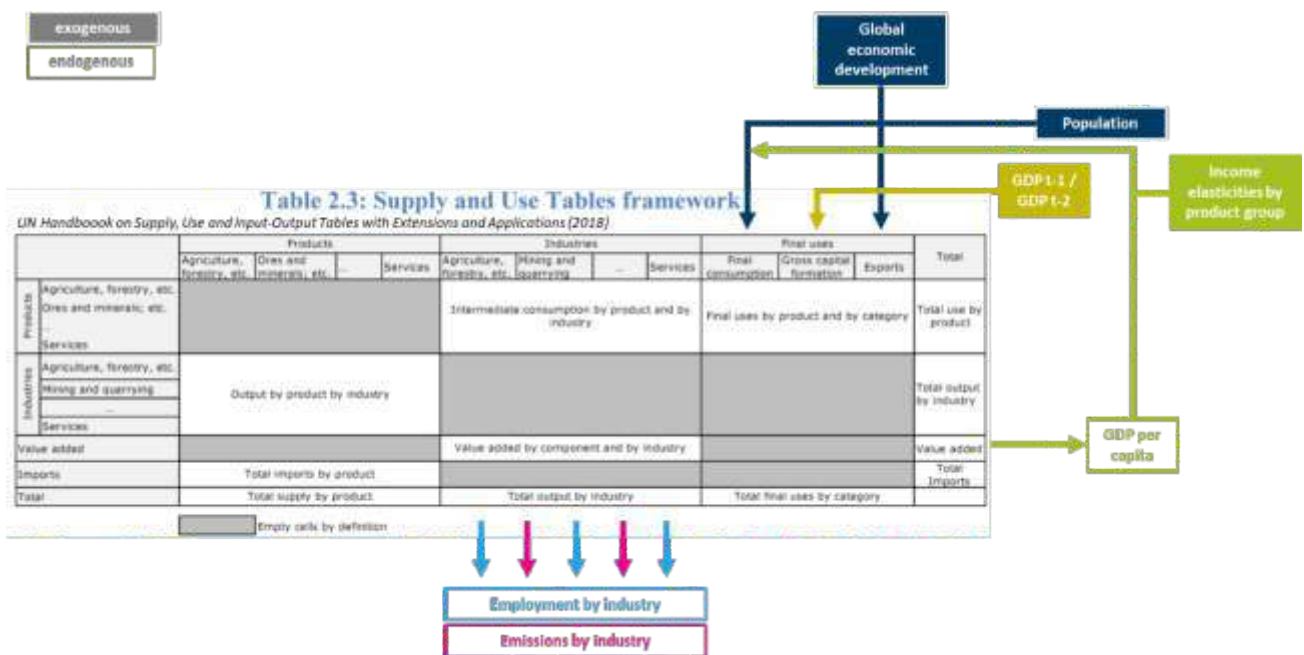 exogenous
endogenous
Global
economic
development
Population
GDP t-1 /
GDP t-2
Income
elasticities by
product group
Table 2.3: Supply and Use Tables framework
UN Handboook on Supply, Use and Input-Output Tables with Extensions and Applications (2018)
Products
Industries
Final uses
Total
Agriculture,
forestry, etc.
Ores and
minerals; etc.
...
Services
Agriculture,
forestry, etc.
Mining and
quarrying
...
Services
Final
consumption
Gross capital
formation
Exports
Products
Agriculture, forestry, etc.
Ores and minerals; etc.
...
Services
Intermediate consumption by product and by
industry
Final uses by product and by category
Total use by
product
Industries
Agriculture, forestry, etc.
Mining and quarrying
...
Services
Output by product by industry
Total output
by industry
Value added
Value added by component and by industry
Value added
Imports
Total imports by product
Total
Imports
Total
Total supply by product
Total output by industry
Total final uses by category
Empty cells by definition
GDP per
capita
Employment by industry
Emissions by industry